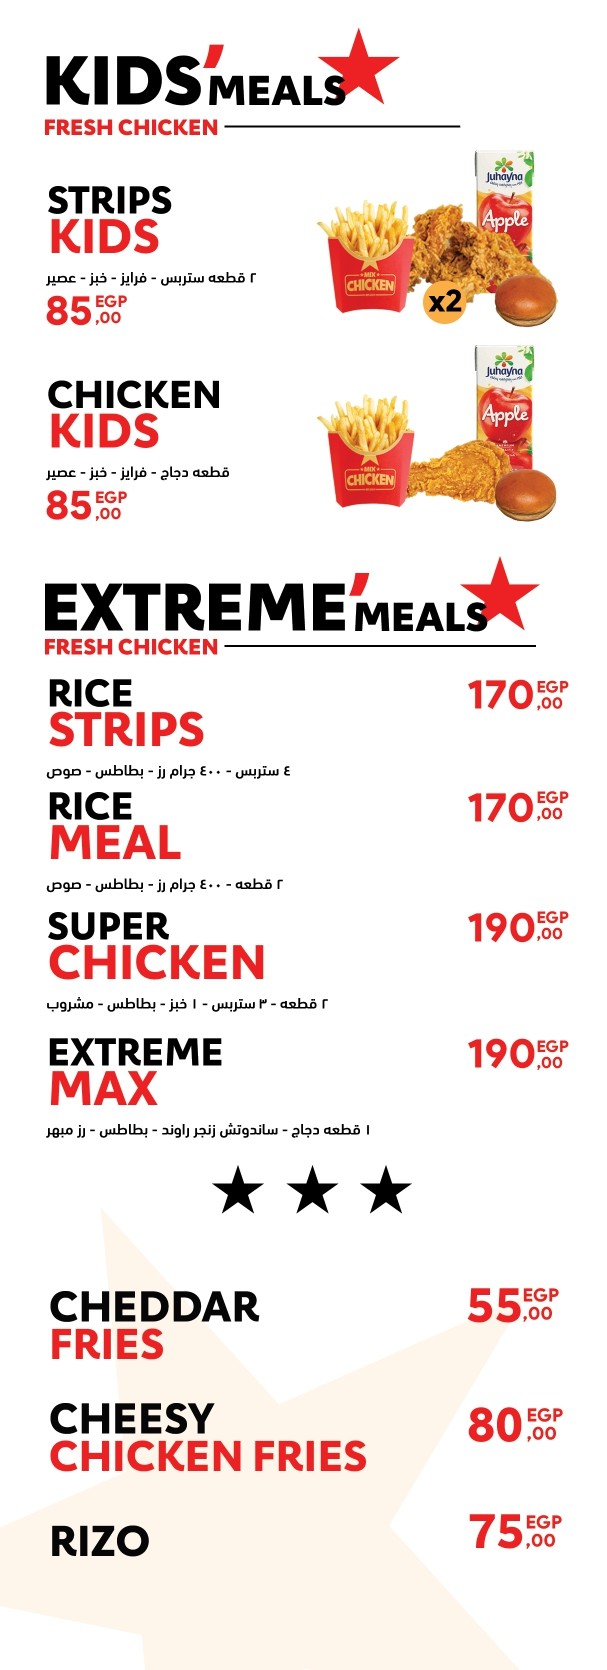 KIDS' MEALS
FRESH CHICKEN
STRIPS
KIDS
٢ قطعه ستربس - فرايز - خبز - عصير
85 EGP ,00
Juhayna
Apple
MIX
CHICKEN
x2
CHICKEN
KIDS
قطعه دجاج - فرايز - خبز - عصير
85 EGP ,00
Juhayna
Apple
MIX
CHICKEN
EXTREME' MEALS
FRESH CHICKEN
RICE
STRIPS
170 EGP ,00
٤ ستربس - ٤٠٠ جرام رز - بطاطس - صوص
RICE
MEAL
170 EGP ,00
٢ قطعه - ٤٠٠ جرام رز - بطاطس - صوص
SUPER
CHICKEN
190 EGP ,00
٢ قطعه - ٣ ستربس - ١ خبز - بطاطس - مشروب
EXTREME
MAX
190 EGP ,00
١ قطعه دجاج - ساندوتش زنجر راوند - بطاطس - رز مبهر
CHEDDAR
FRIES
55 EGP ,00
CHEESY
CHICKEN FRIES
80 EGP ,00
RIZO
75 EGP ,00